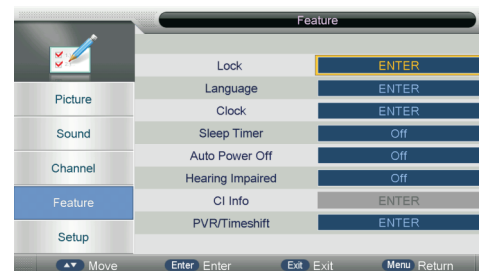 Feature
Lock ENTER
Language ENTER
Clock ENTER
Sleep Timer Off
Auto Power Off Off
Hearing Impaired Off
CI Info ENTER
PVR/Timeshift ENTER
Picture
Sound
Channel
Feature
Setup
Move Enter Enter Exit Exit Menu Return